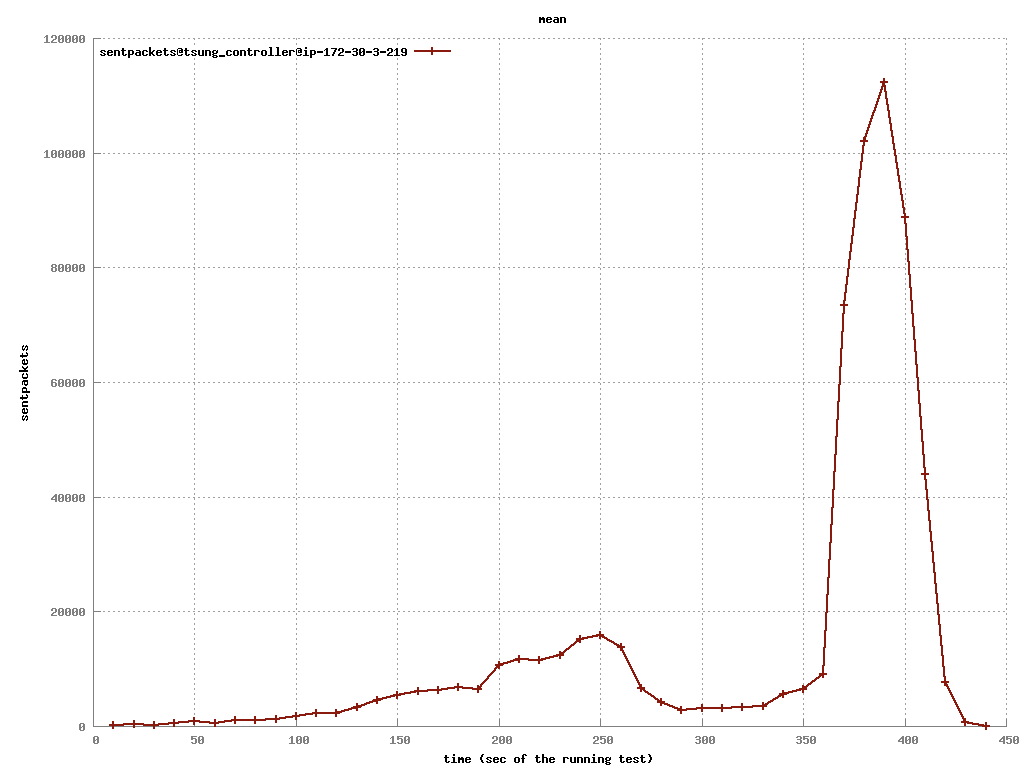 mean
sentpackets@tsung_controller@ip-172-30-3-219
120000
100000
80000
60000
40000
20000
0
sentpackets
0 50 100 150 200 250 300 350 400 450
time (sec of the running test)